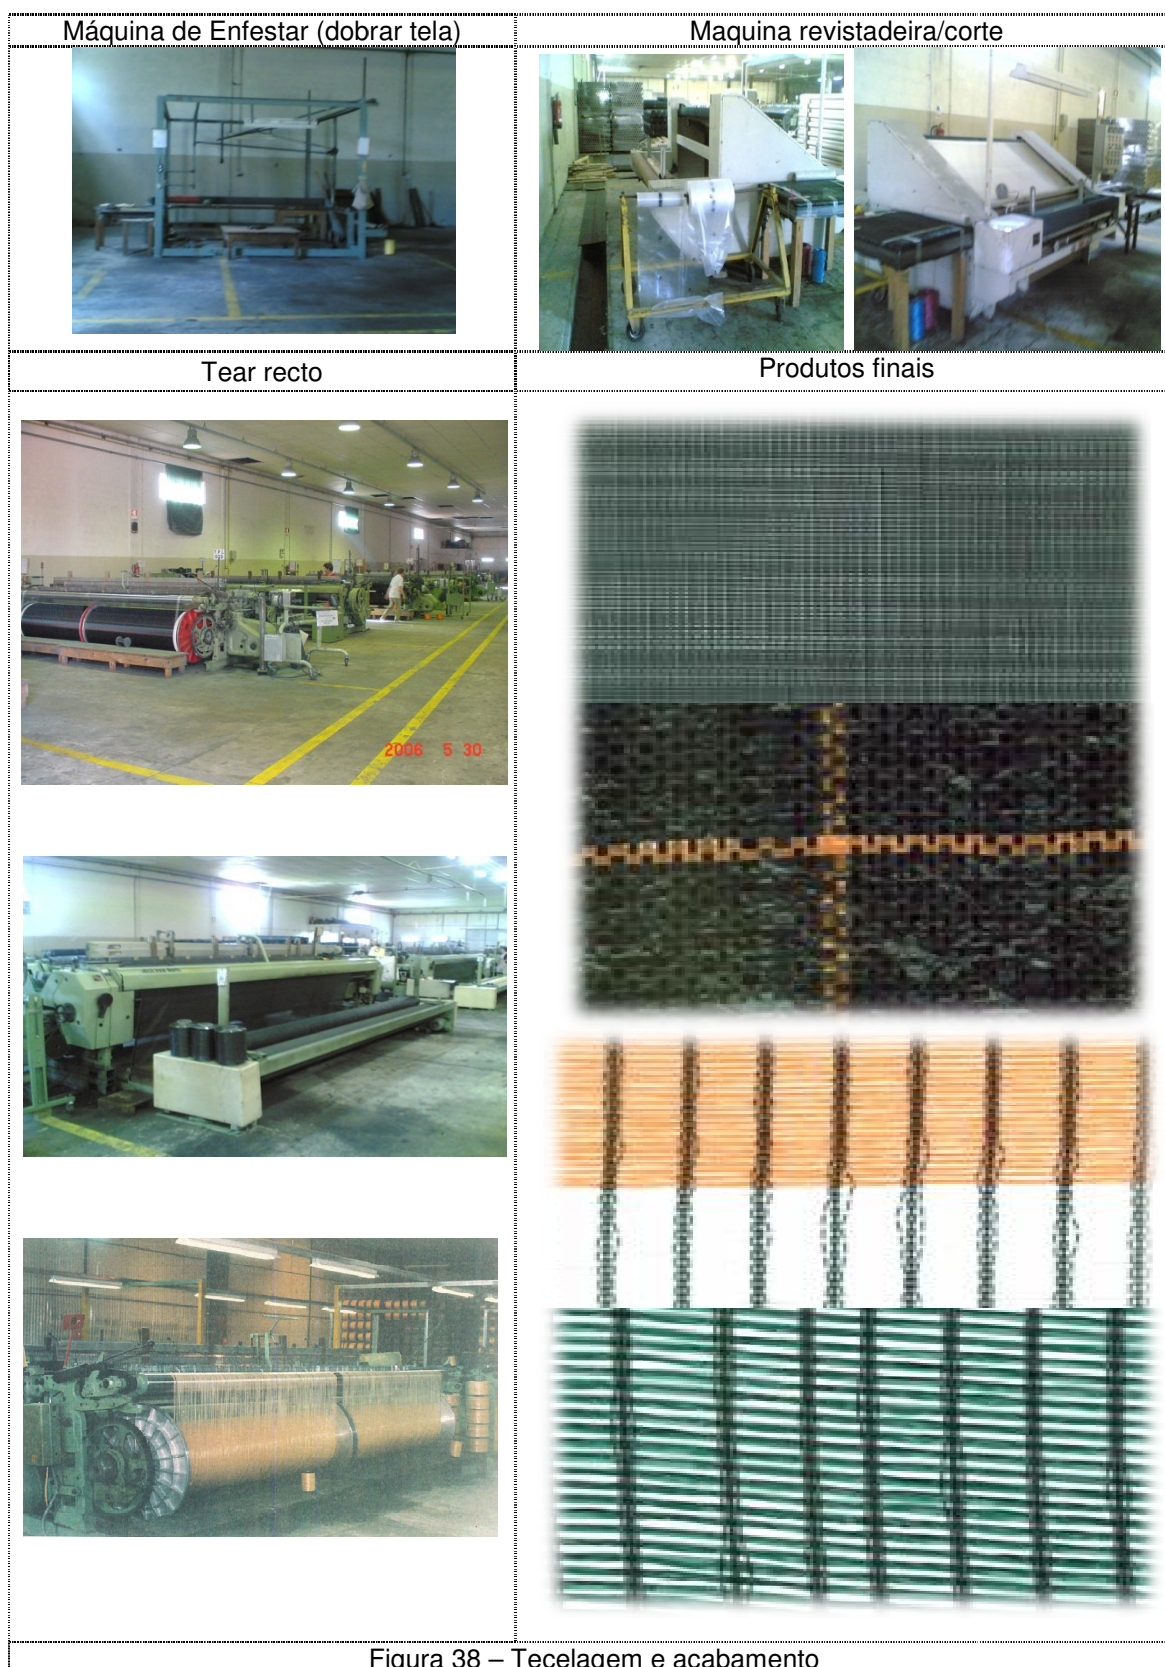 Máquina de Enfestar (dobrar tela)
Maquina revistadeira/corte
Tear recto
Produtos finais
2006 5 30
Figura 38 – Tecelagem e acabamento